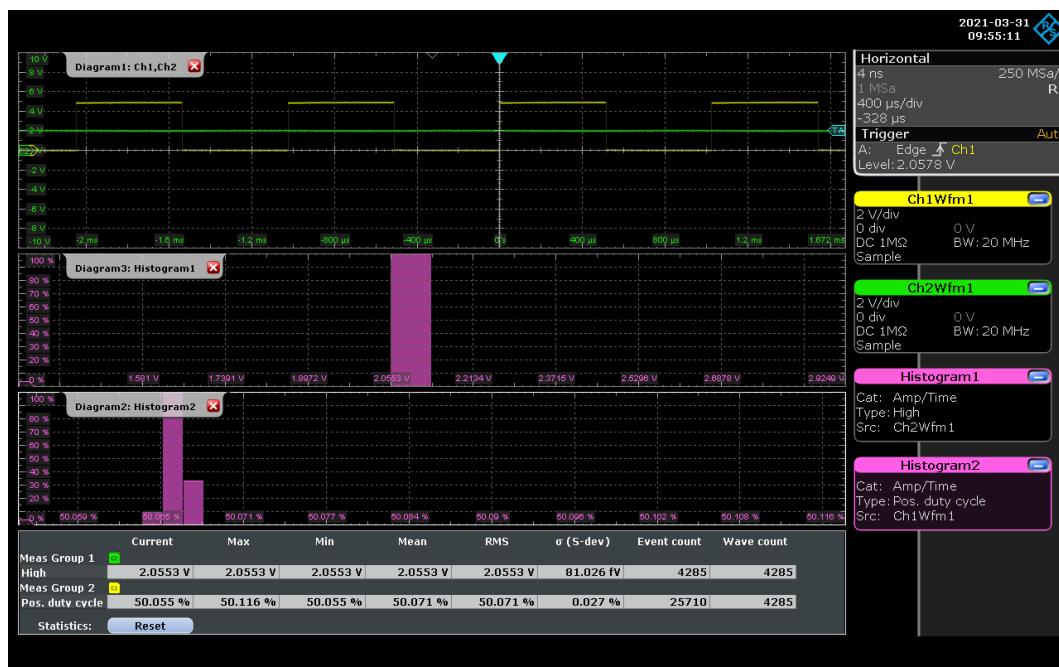 2021-03-31
09:55:11
Diagram1: Ch1,Ch2
10 V
8 V
6 V
4 V
2 V
-2 V
-4 V
-6 V
-8 V
-10 V
-2 ms -1.6 ms -1.2 ms -800 µs -400 µs 0 s 400 µs 800 µs 1.2 ms 1.672 ms
TA
Diagram3: Histogram1
100 %
80 %
70 %
60 %
50 %
40 %
30 %
20 %
0 %
1.581 V 1.7391 V 1.8972 V 2.0553 V 2.2134 V 2.3715 V 2.5296 V 2.6878 V 2.9249 V
Diagram2: Histogram2
100 %
80 %
70 %
60 %
50 %
40 %
30 %
20 %
0 %
50.059 % 50.065 % 50.071 % 50.077 % 50.084 % 50.09 % 50.096 % 50.102 % 50.108 % 50.116 %
Current Max Min Mean RMS σ (S-dev) Event count Wave count
Meas Group 1 C2
High 2.0553 V 2.0553 V 2.0553 V 2.0553 V 2.0553 V 81.026 fV 4285 4285
Meas Group 2 C1
Pos. duty cycle 50.055 % 50.116 % 50.055 % 50.071 % 50.071 % 0.027 % 25710 4285
Statistics: Reset
Horizontal
4 ns 250 MSa/
1 MSa R
400 µs/div
-328 µs
Trigger Aut
A: Edge Ch1
Level: 2.0578 V
Ch1Wfm1
2 V/div
0 div 0 V
DC 1MΩ BW: 20 MHz
Sample
Ch2Wfm1
2 V/div
0 div 0 V
DC 1MΩ BW: 20 MHz
Sample
Histogram1
Cat: Amp/Time
Type: High
Src: Ch2Wfm1
Histogram2
Cat: Amp/Time
Type: Pos. duty cycle
Src: Ch1Wfm1